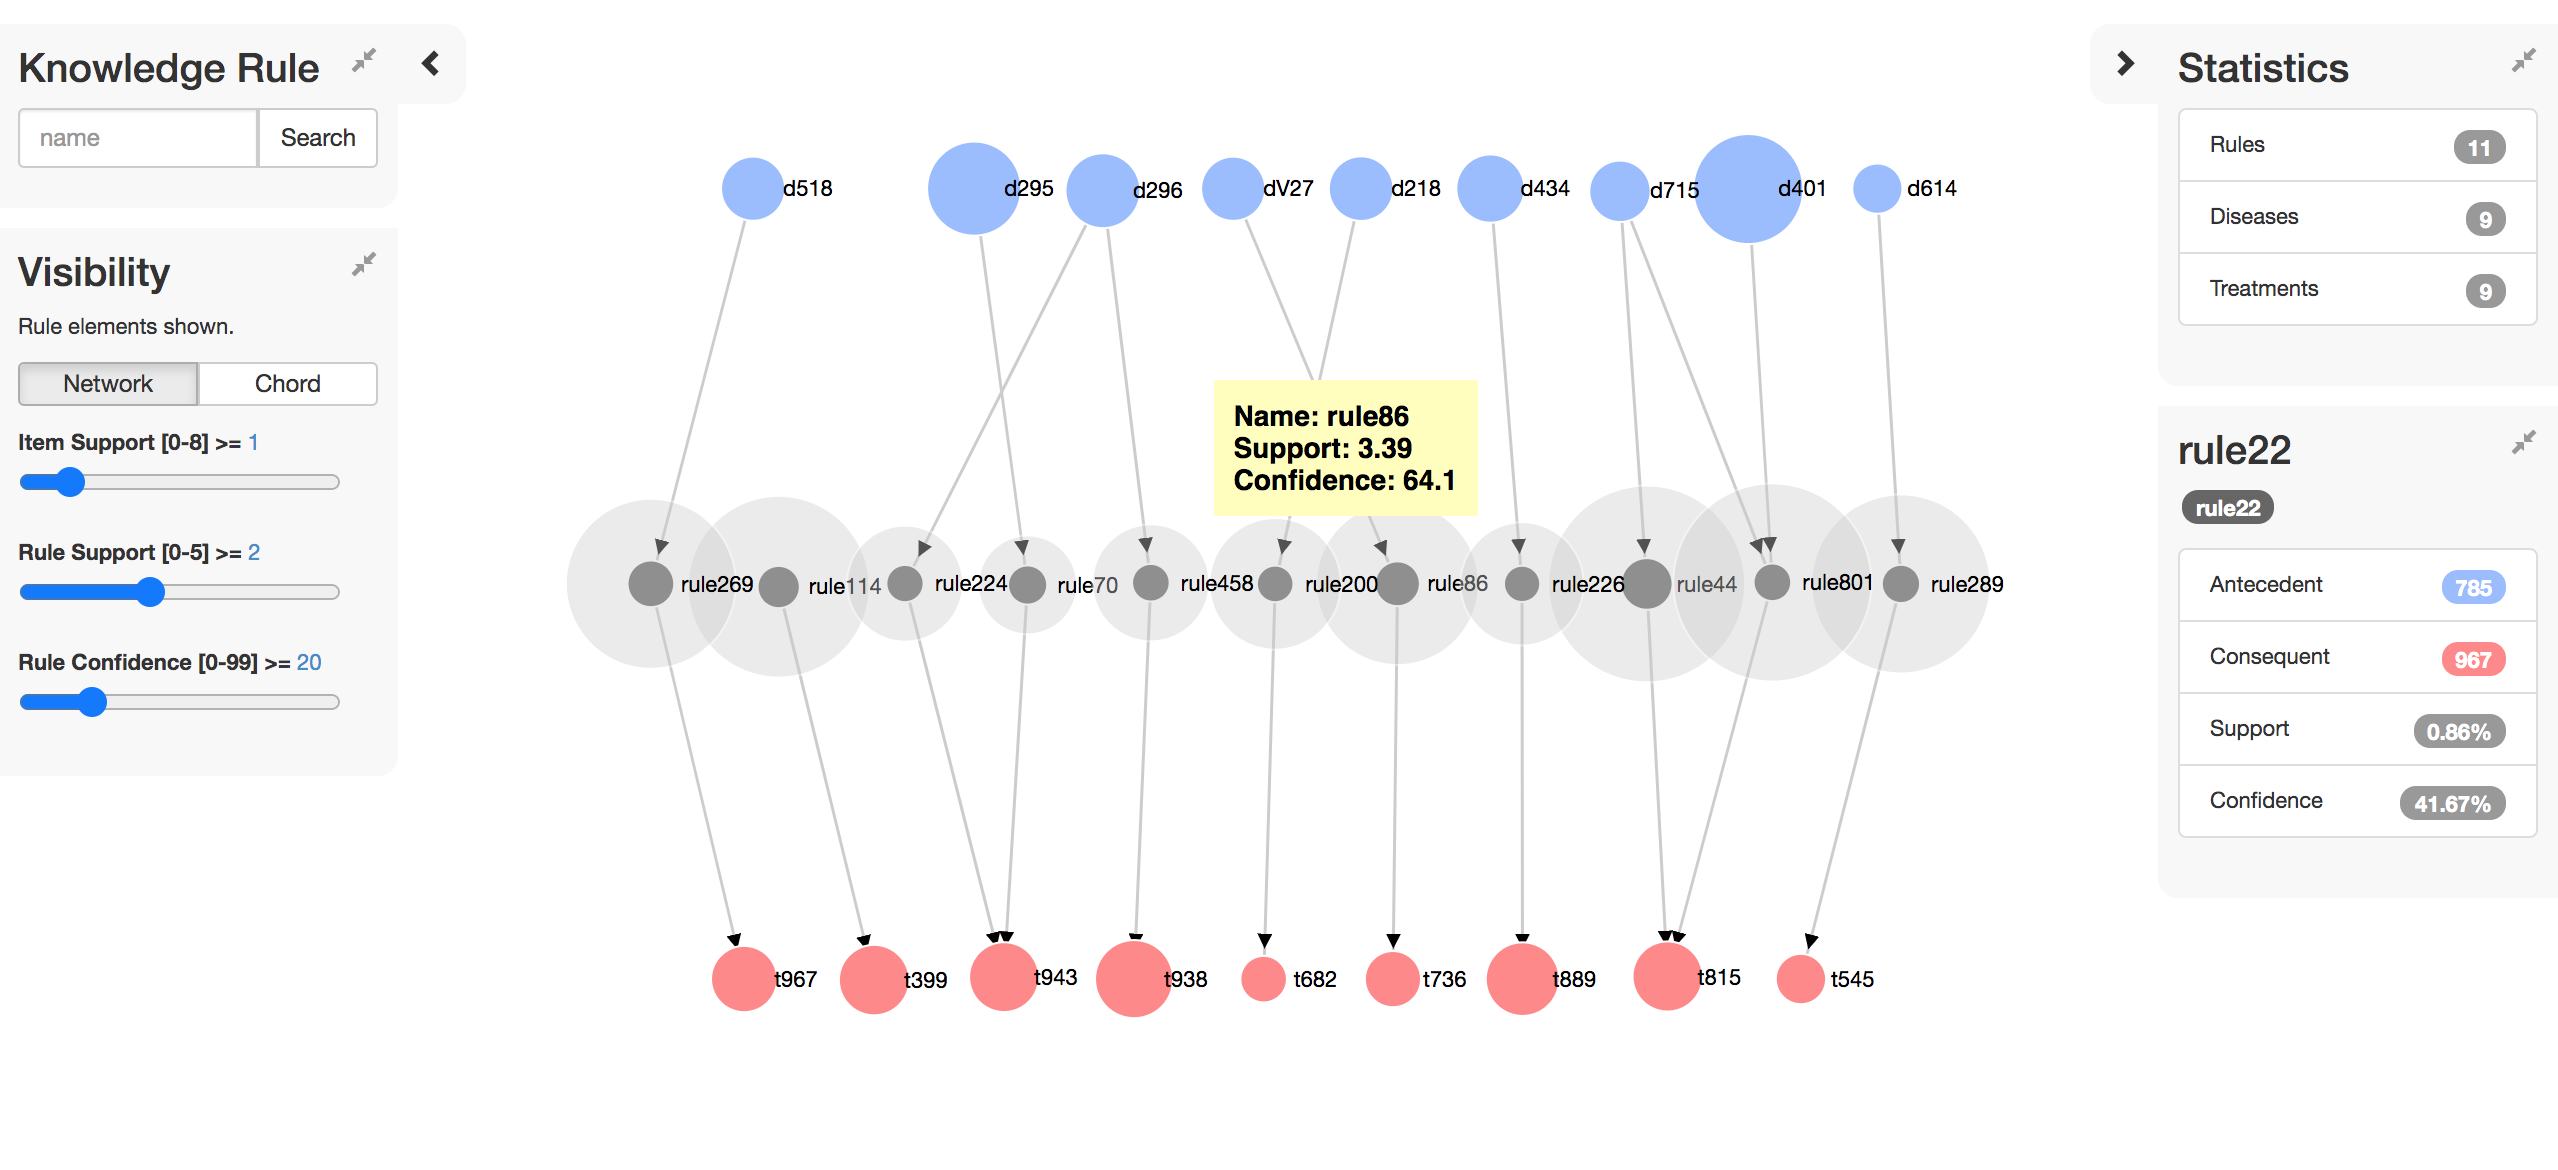 Knowledge Rule
name
Search
Visibility
Rule elements shown.
Network
Chord
Item Support [0-8] >= 1
Rule Support [0-5] >= 2
Rule Confidence [0-99] >= 20
d518
d295
d296
dV27
d218
d434
d715
d401
d614
Name: rule86
Support: 3.39
Confidence: 64.1
rule269
rule114
rule224
rule70
rule458
rule200
rule86
rule226
rule44
rule801
rule289
t967
t399
t943
t938
t682
t736
t889
t815
t545
Statistics
Rules 11
Diseases 9
Treatments 9
rule22
rule22
Antecedent 785
Consequent 967
Support 0.86%
Confidence 41.67%